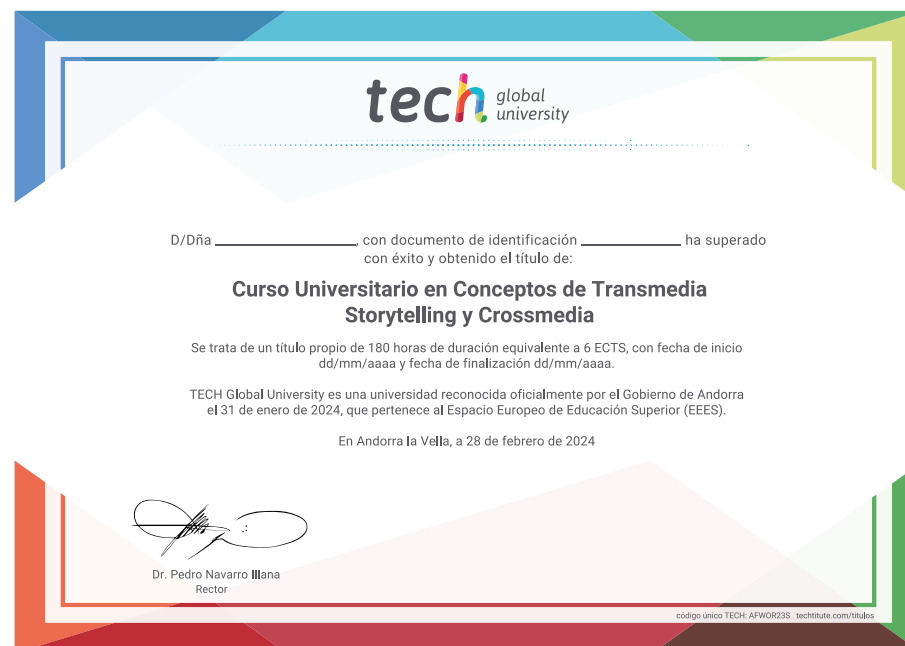 tech global university
D/Dña ____________________, con documento de identificación ______________ ha superado
con éxito y obtenido el título de:
Curso Universitario en Conceptos de Transmedia
Storytelling y Crossmedia
Se trata de un título propio de 180 horas de duración equivalente a 6 ECTS, con fecha de inicio
dd/mm/aaaa y fecha de finalización dd/mm/aaaa.
TECH Global University es una universidad reconocida oficialmente por el Gobierno de Andorra
el 31 de enero de 2024, que pertenece al Espacio Europeo de Educación Superior (EEES).
En Andorra la Vella, a 28 de febrero de 2024
Dr. Pedro Navarro Illana
Rector
código único TECH: AFWOR23S techtitute.com/titulos